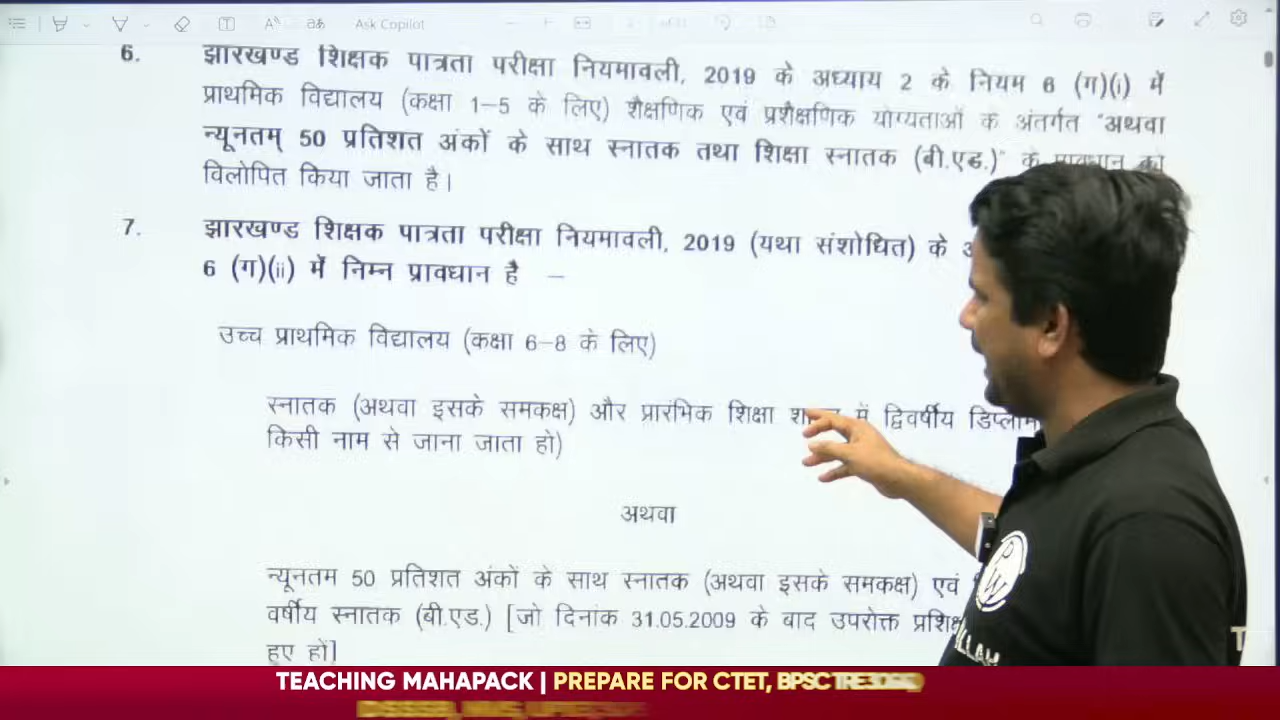 Ask Copilot
6. झारखण्ड शिक्षक पात्रता परीक्षा नियमावली, 2019 के अध्याय 2 के नियम 6 (ग)(i) में
प्राथमिक विद्यालय (कक्षा 1–5 के लिए) शैक्षणिक एवं प्रशैक्षणिक योग्यताओं के अंतर्गत "अथवा
न्यूनतम् 50 प्रतिशत अंकों के साथ स्नातक तथा शिक्षा स्नातक (बी.एड.)" के प्रावधान को
विलोपित किया जाता है।
7. झारखण्ड शिक्षक पात्रता परीक्षा नियमावली, 2019 (यथा संशोधित) के
6 (ग)(ii) में निम्न प्रावधान है –
उच्च प्राथमिक विद्यालय (कक्षा 6–8 के लिए)
स्नातक (अथवा इसके समकक्ष) और प्रारंभिक शिक्षा में द्विवर्षीय
किसी नाम से जाना जाता हो)
अथवा
न्यूनतम 50 प्रतिशत अंकों के साथ स्नातक (अथवा इसके समकक्ष) एवं
वर्षीय स्नातक (बी.एड.) [जो दिनांक 31.05.2009 के बाद उपरोक्त
हुए हों]
PW
TEACHING MAHAPACK | PREPARE FOR CTET, BPSC TRE